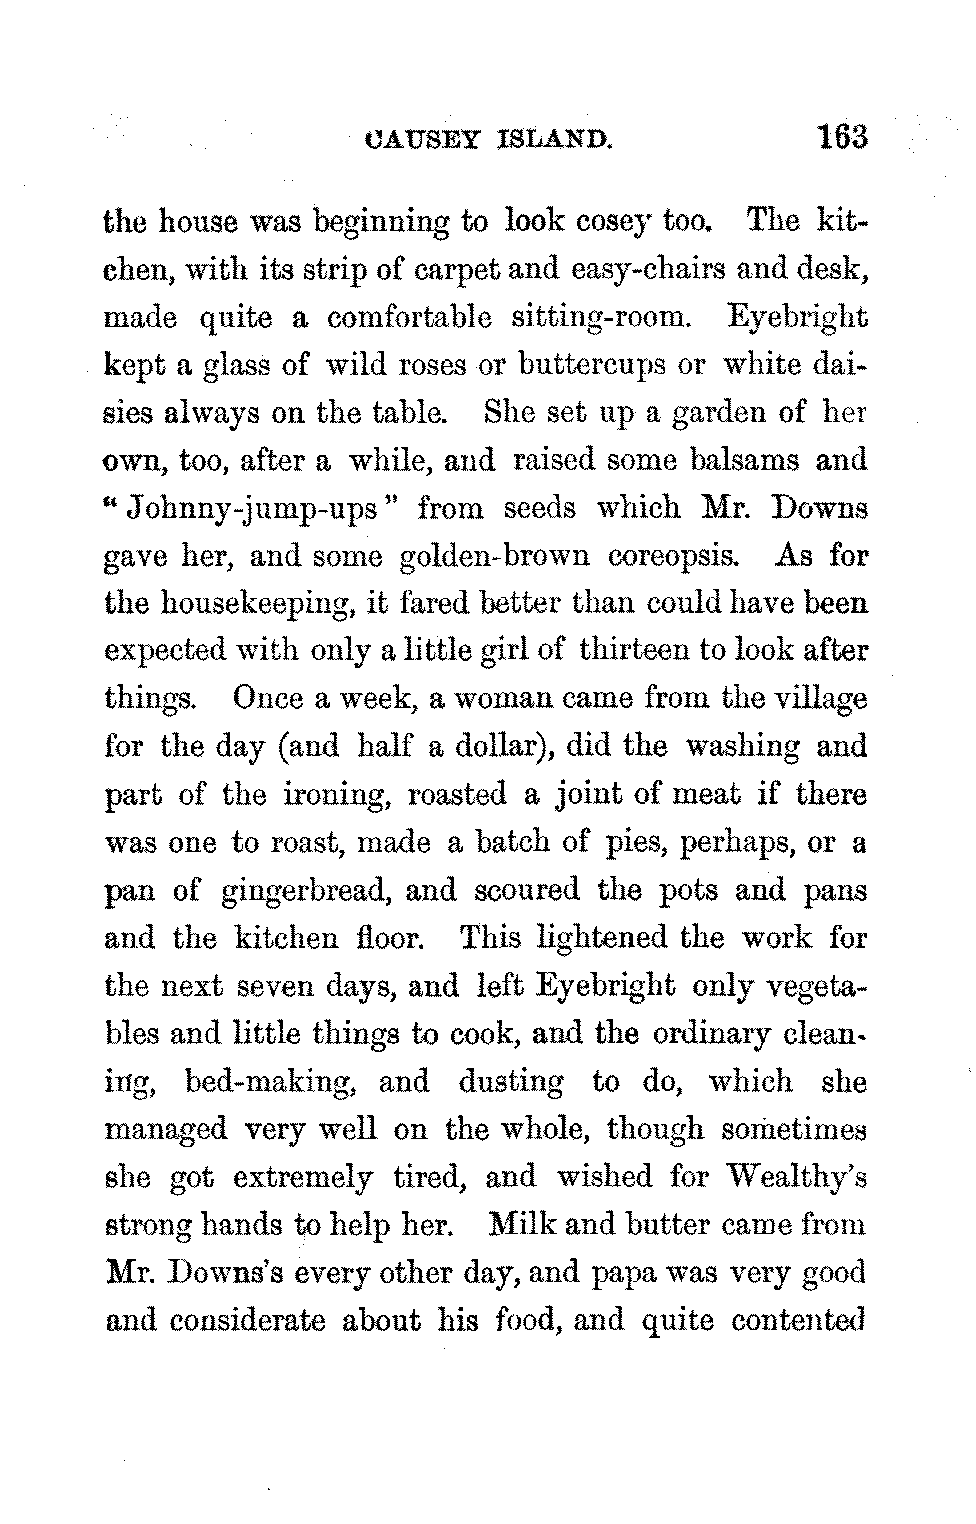 CAUSEY ISLAND. 163
the house was beginning to look cosey too. The kit-
chen, with its strip of carpet and easy-chairs and desk,
made quite a comfortable sitting-room. Eyebright
kept a glass of wild roses or buttercups or white dai-
sies always on the table. She set up a garden of her
own, too, after a while, and raised some balsams and
“Johnny-jump-ups” from seeds which Mr. Downs
gave her, and some golden-brown coreopsis. As for
the housekeeping, it fared better than could have been
expected with only a little girl of thirteen to look after
things. Once a week, a woman came from the village
for the day (and half a dollar), did the washing and
part of the ironing, roasted a joint of meat if there
was one to roast, made a batch of pies, perhaps, or a
pan of gingerbread, and scoured the pots and pans
and the kitchen floor. This lightened the work for
the next seven days, and left Eyebright only vegeta-
bles and little things to cook, and the ordinary clean-
ing, bed-making, and dusting to do, which she
managed very well on the whole, though sometimes
she got extremely tired, and wished for Wealthy’s
strong hands to help her. Milk and butter came from
Mr. Downs’s every other day, and papa was very good
and considerate about his food, and quite contented